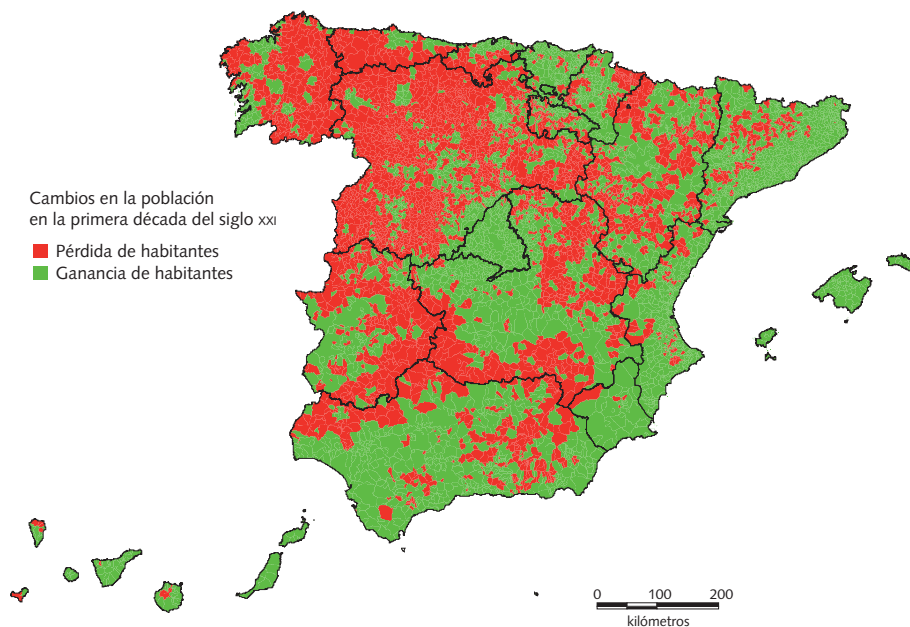 Cambios en la población
en la primera década del siglo XXI
Pérdida de habitantes
Ganancia de habitantes
0 100 200
kilómetros